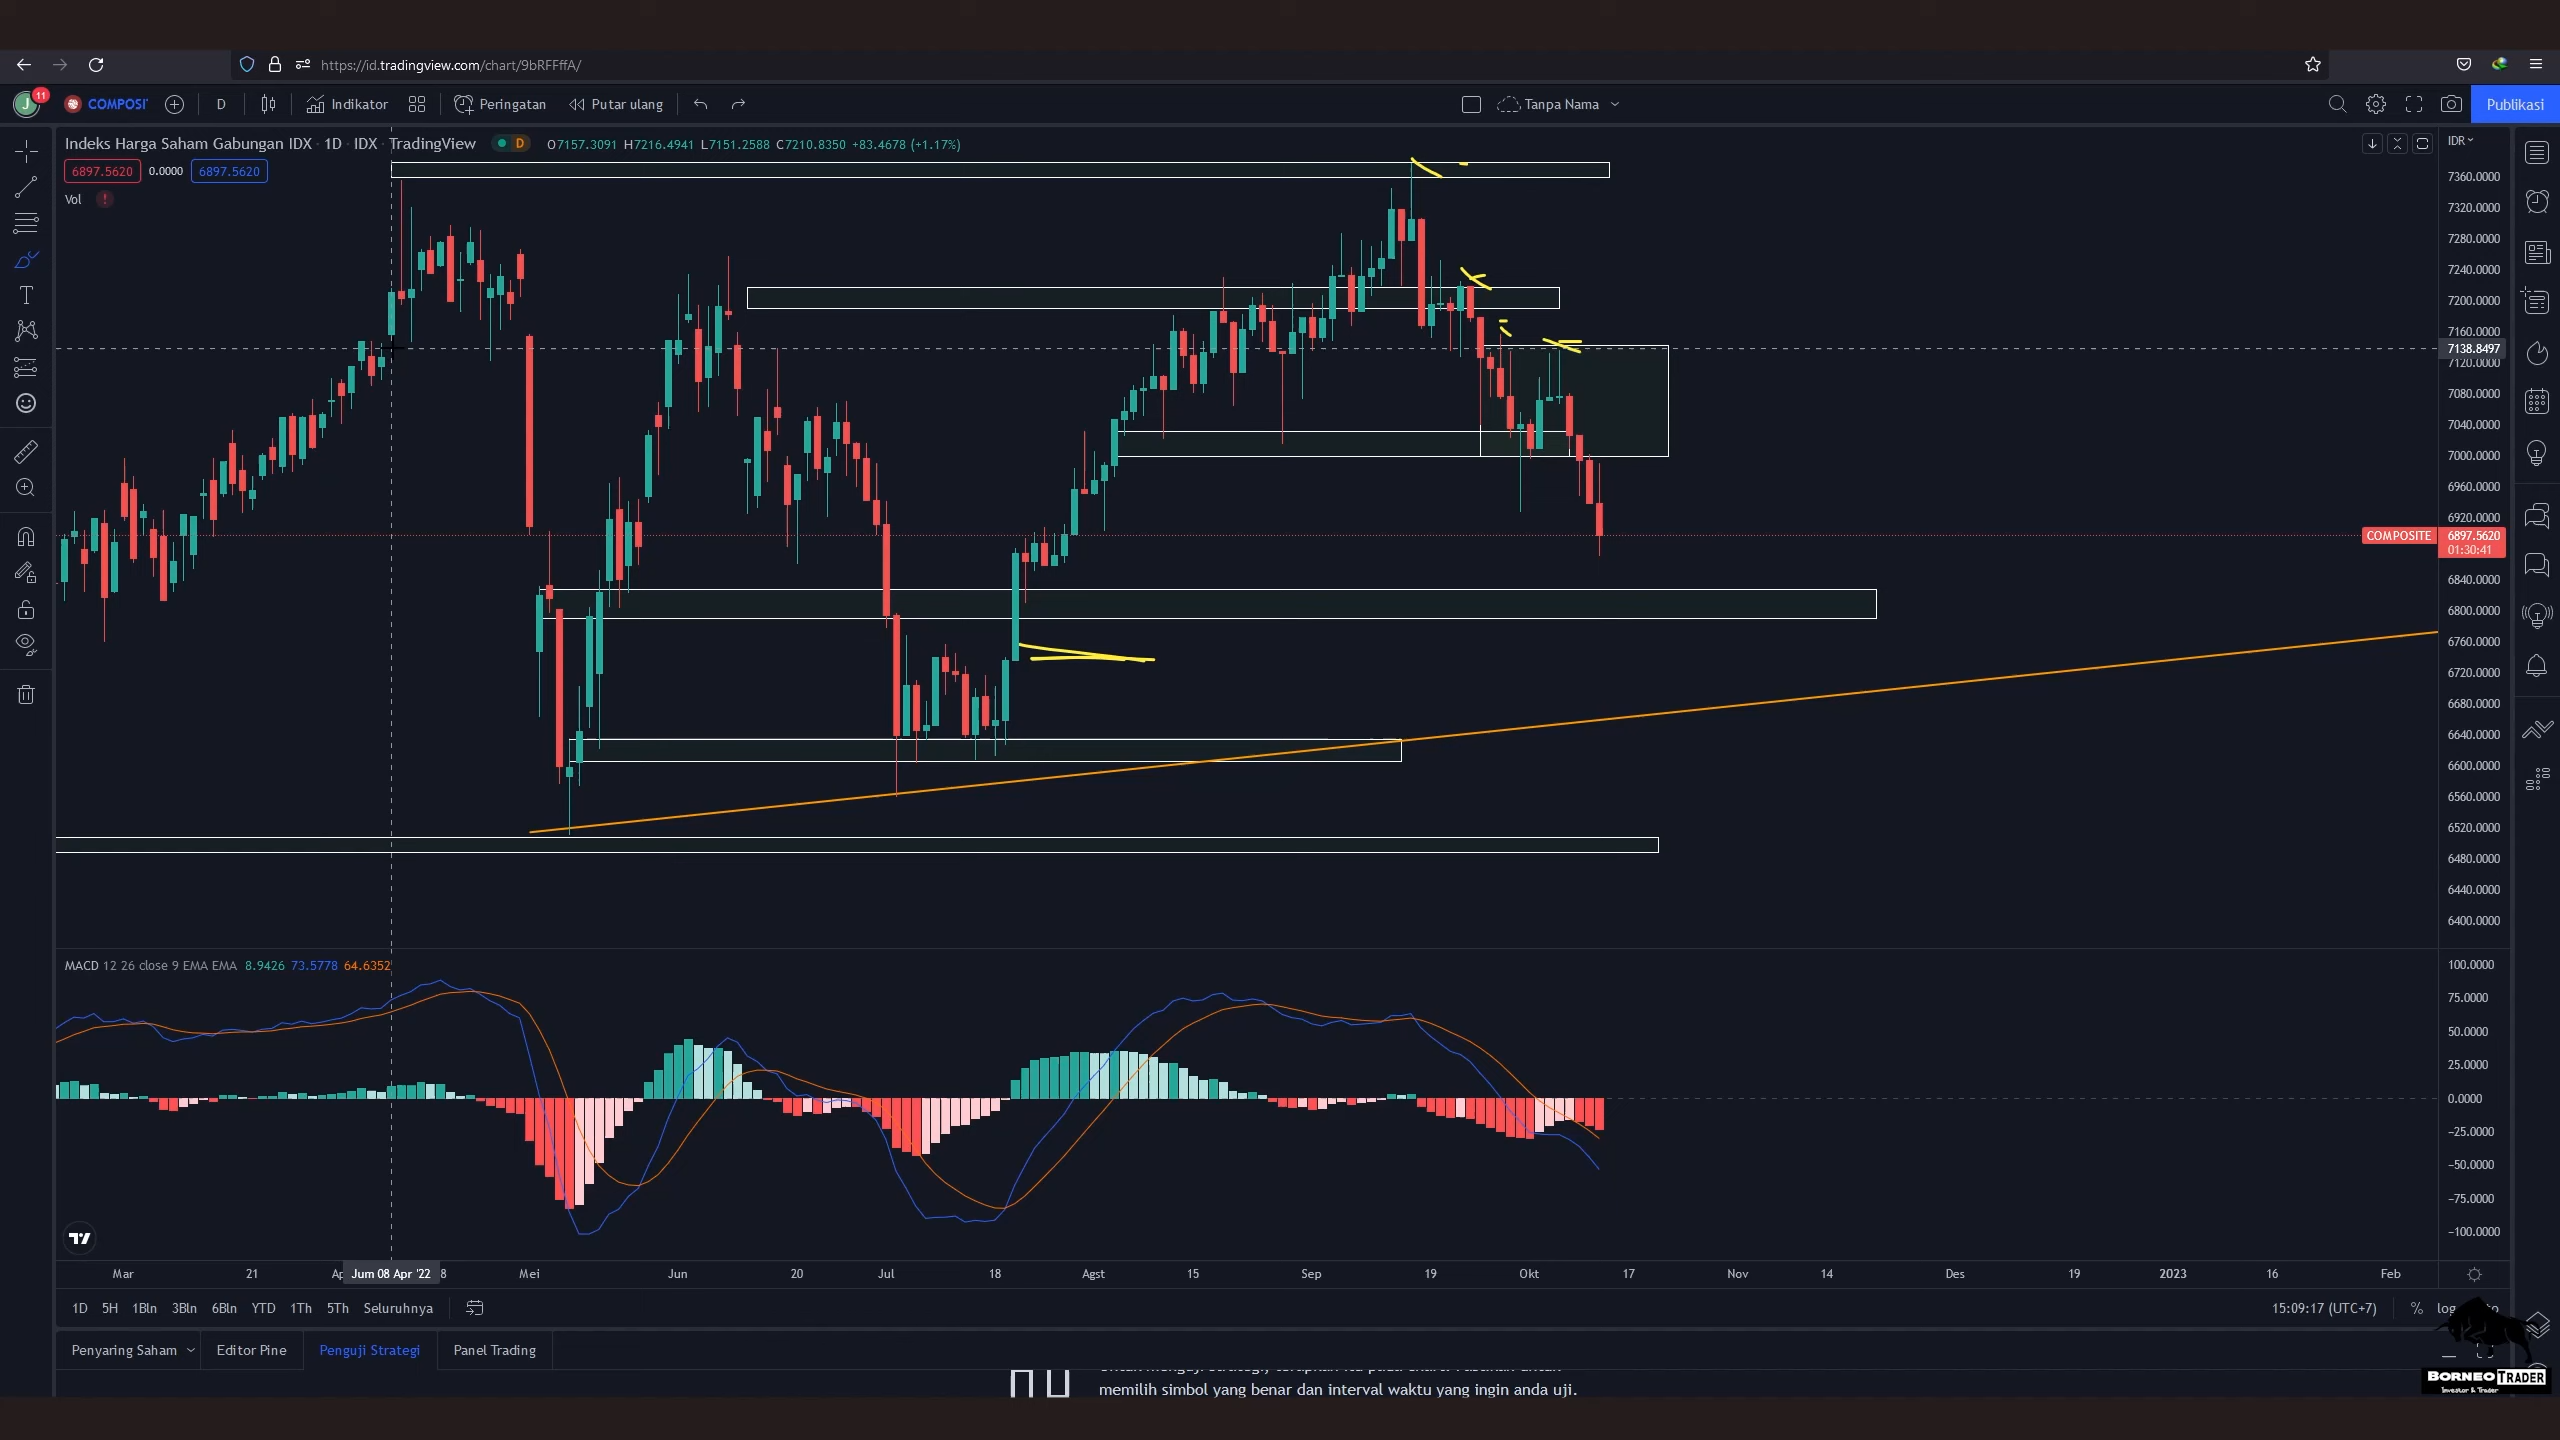 https://id.tradingview.com/chart/9bRFFffA/
J 11 COMPOSI D Indikator Peringatan Putar ulang Tanpa Nama Publikasi
Indeks Harga Saham Gabungan IDX · 1D · IDX · TradingView D O7157.3091 H7216.4941 L7151.2588 C7210.8350 +83.4678 (+1.17%)
IDR
6897.5620 0.0000 6897.5620
Vol !
7360.0000
7320.0000
7280.0000
7240.0000
7200.0000
7160.0000
7138.8497
7120.0000
7080.0000
7040.0000
7000.0000
6960.0000
6920.0000
COMPOSITE 6897.5620
01:30:41
6840.0000
6800.0000
6760.0000
6720.0000
6680.0000
6640.0000
6600.0000
6560.0000
6520.0000
6480.0000
6440.0000
6400.0000
MACD 12 26 close 9 EMA EMA 8.9426 73.5778 64.6352
100.0000
75.0000
50.0000
25.0000
0.0000
−25.0000
−50.0000
−75.0000
−100.0000
Mar 21 Ap Jum 08 Apr '22 8 Mei Jun 20 Jul 18 Agst 15 Sep 19 Okt 17 Nov 14 Des 19 2023 16 Feb
1D 5H 1Bln 3Bln 6Bln YTD 1Th 5Th Seluruhnya 15:09:17 (UTC+7) % log
Penyaring Saham Editor Pine Penguji Strategi Panel Trading
memilih simbol yang benar dan interval waktu yang ingin anda uji.
BORNEO TRADER
Investor & Trader